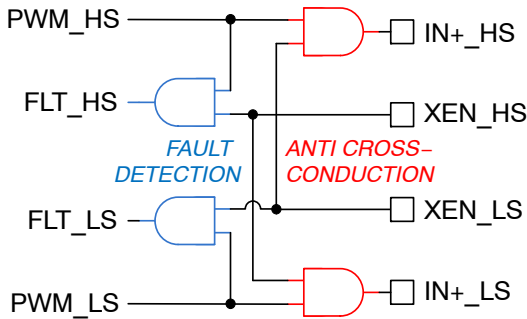 PWM_HS
IN+_HS
FLT_HS
XEN_HS
FAULT
DETECTION
ANTI CROSS–
CONDUCTION
FLT_LS
XEN_LS
PWM_LS
IN+_LS